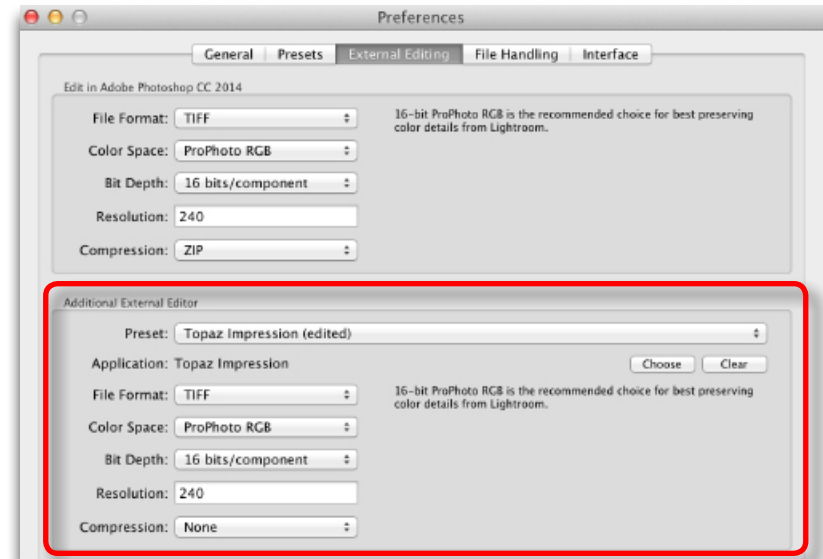 Preferences
General Presets External Editing File Handling Interface
Edit in Adobe Photoshop CC 2014
File Format: TIFF
16-bit ProPhoto RGB is the recommended choice for best preserving
color details from Lightroom.
Color Space: ProPhoto RGB
Bit Depth: 16 bits/component
Resolution: 240
Compression: ZIP
Additional External Editor
Preset: Topaz Impression (edited)
Application: Topaz Impression Choose Clear
File Format: TIFF
16-bit ProPhoto RGB is the recommended choice for best preserving
color details from Lightroom.
Color Space: ProPhoto RGB
Bit Depth: 16 bits/component
Resolution: 240
Compression: None